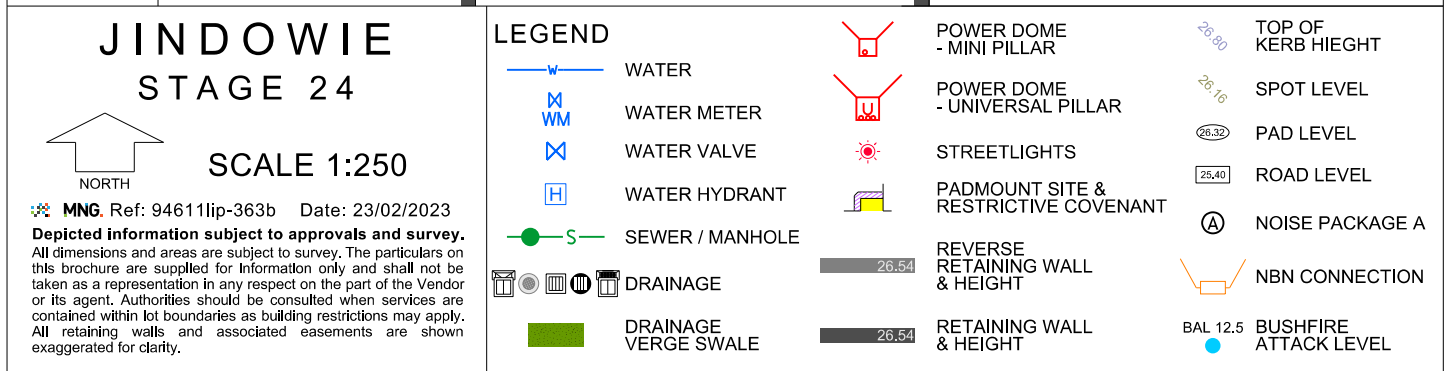 JINDOWIE
STAGE 24
NORTH
SCALE 1:250
MNG. Ref: 94611lip-363b Date: 23/02/2023
Depicted information subject to approvals and survey.
All dimensions and areas are subject to survey. The particulars on
this brochure are supplied for Information only and shall not be
taken as a representation in any respect on the part of the Vendor
or its agent. Authorities should be consulted when services are
contained within lot boundaries as building restrictions may apply.
All retaining walls and associated easements are shown
exaggerated for clarity.
LEGEND
W WATER
WM WATER METER
WATER VALVE
H WATER HYDRANT
S SEWER / MANHOLE
DRAINAGE
DRAINAGE
VERGE SWALE
POWER DOME
- MINI PILLAR
U POWER DOME
- UNIVERSAL PILLAR
STREETLIGHTS
PADMOUNT SITE &
RESTRICTIVE COVENANT
REVERSE
26.54 RETAINING WALL
& HEIGHT
26.54 RETAINING WALL
& HEIGHT
26.80 TOP OF
KERB HIEGHT
26.16 SPOT LEVEL
26.32 PAD LEVEL
25.40 ROAD LEVEL
A NOISE PACKAGE A
NBN CONNECTION
BAL 12.5 BUSHFIRE
ATTACK LEVEL